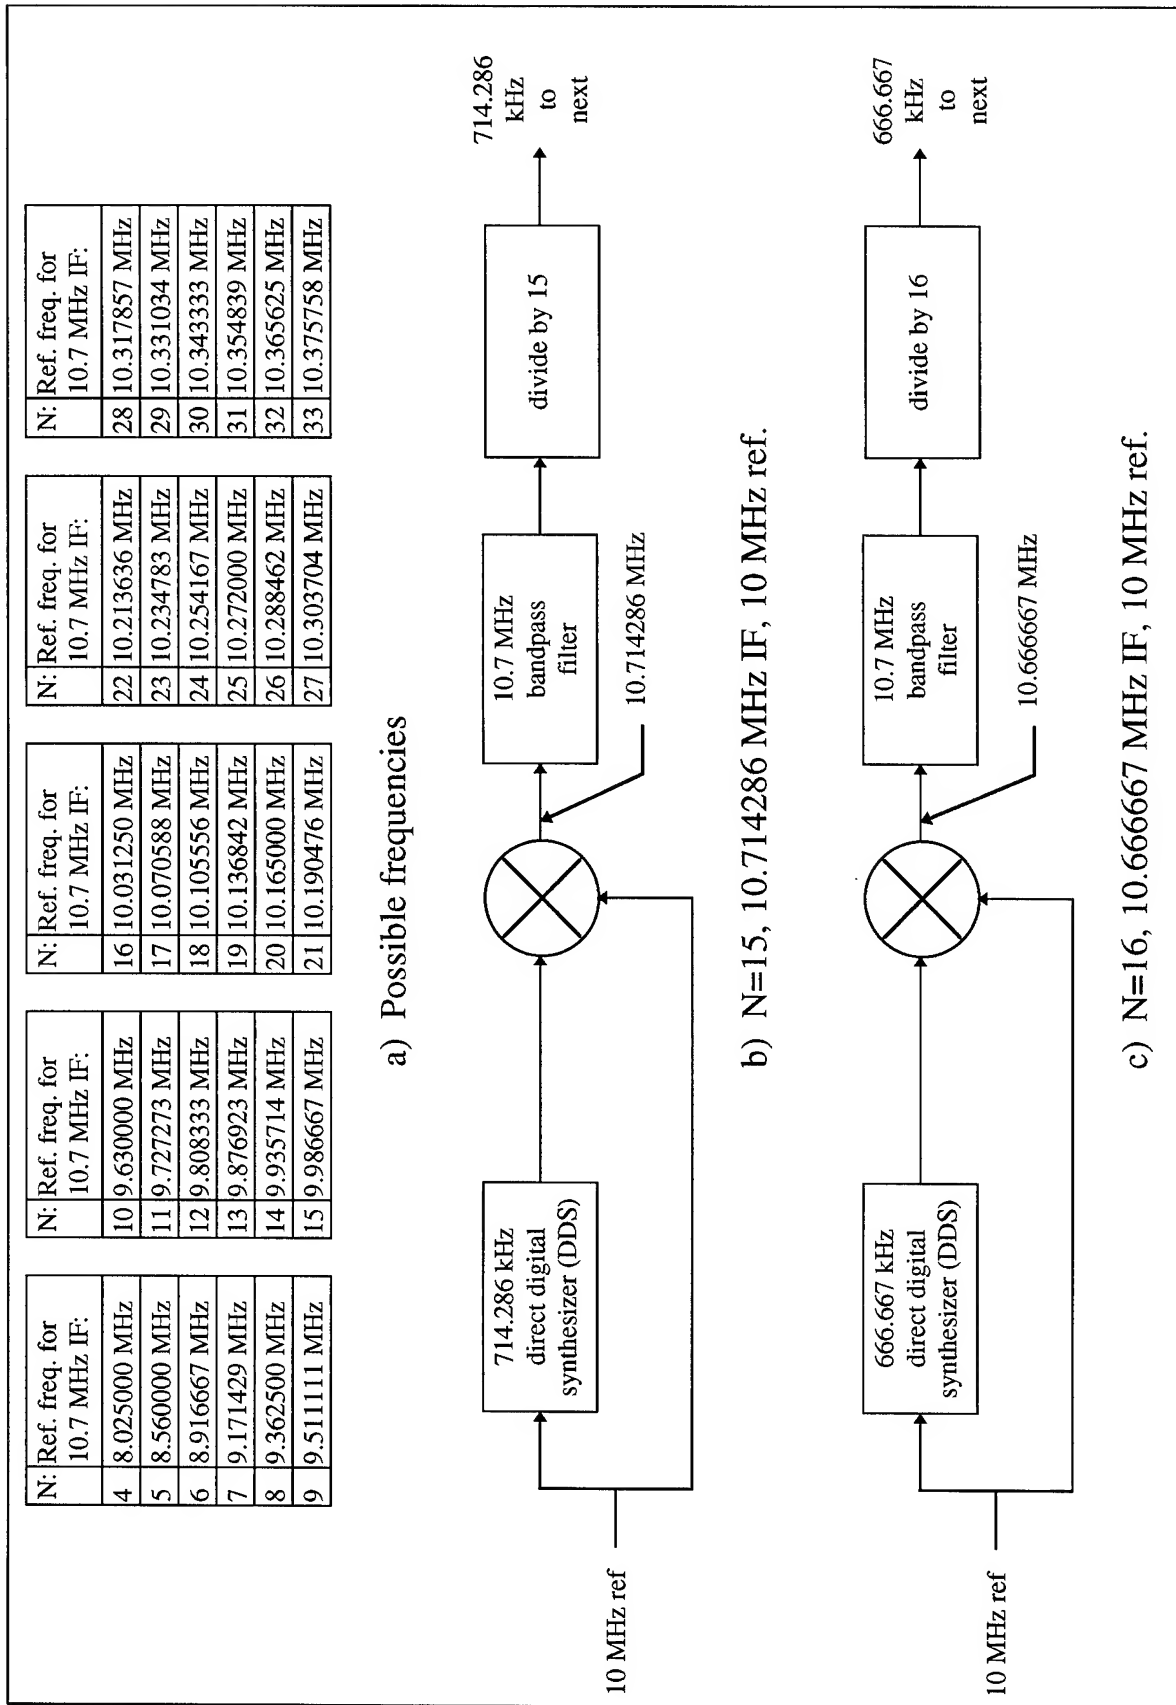 N: Ref. freq. for 10.7 MHz IF:
4 8.025000 MHz
5 8.560000 MHz
6 8.916667 MHz
7 9.171429 MHz
8 9.362500 MHz
9 9.511111 MHz
N: Ref. freq. for 10.7 MHz IF:
10 9.630000 MHz
11 9.727273 MHz
12 9.808333 MHz
13 9.876923 MHz
14 9.935714 MHz
15 9.986667 MHz
N: Ref. freq. for 10.7 MHz IF:
16 10.031250 MHz
17 10.070588 MHz
18 10.105556 MHz
19 10.136842 MHz
20 10.165000 MHz
21 10.190476 MHz
N: Ref. freq. for 10.7 MHz IF:
22 10.213636 MHz
23 10.234783 MHz
24 10.254167 MHz
25 10.272000 MHz
26 10.288462 MHz
27 10.303704 MHz
N: Ref. freq. for 10.7 MHz IF:
28 10.317857 MHz
29 10.331034 MHz
30 10.343333 MHz
31 10.354839 MHz
32 10.365625 MHz
33 10.375758 MHz
a) Possible frequencies
10 MHz ref
714.286 kHz
direct digital
synthesizer (DDS)
10.7 MHz
bandpass
filter
10.714286 MHz
divide by 15
714.286
kHz
to
next
b) N=15, 10.714286 MHz IF, 10 MHz ref.
10 MHz ref
666.667 kHz
direct digital
synthesizer (DDS)
10.7 MHz
bandpass
filter
10.666667 MHz
divide by 16
666.667
kHz
to
next
c) N=16, 10.666667 MHz IF, 10 MHz ref.